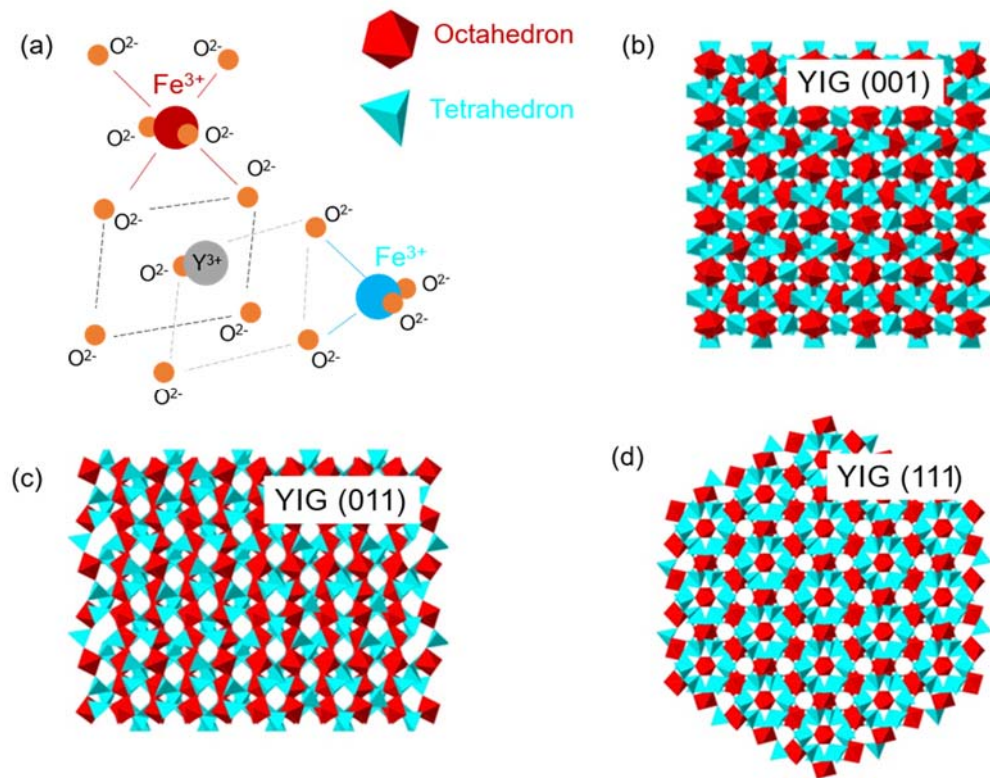 (a)
O²⁻
O²⁻
Fe³⁺
O²⁻
O²⁻
O²⁻
O²⁻
O²⁻
Y³⁺
O²⁻
Fe³⁺
O²⁻
O²⁻
O²⁻
O²⁻
O²⁻
Octahedron
Tetrahedron
(b)
YIG (001)
(c)
YIG (011)
(d)
YIG (111)